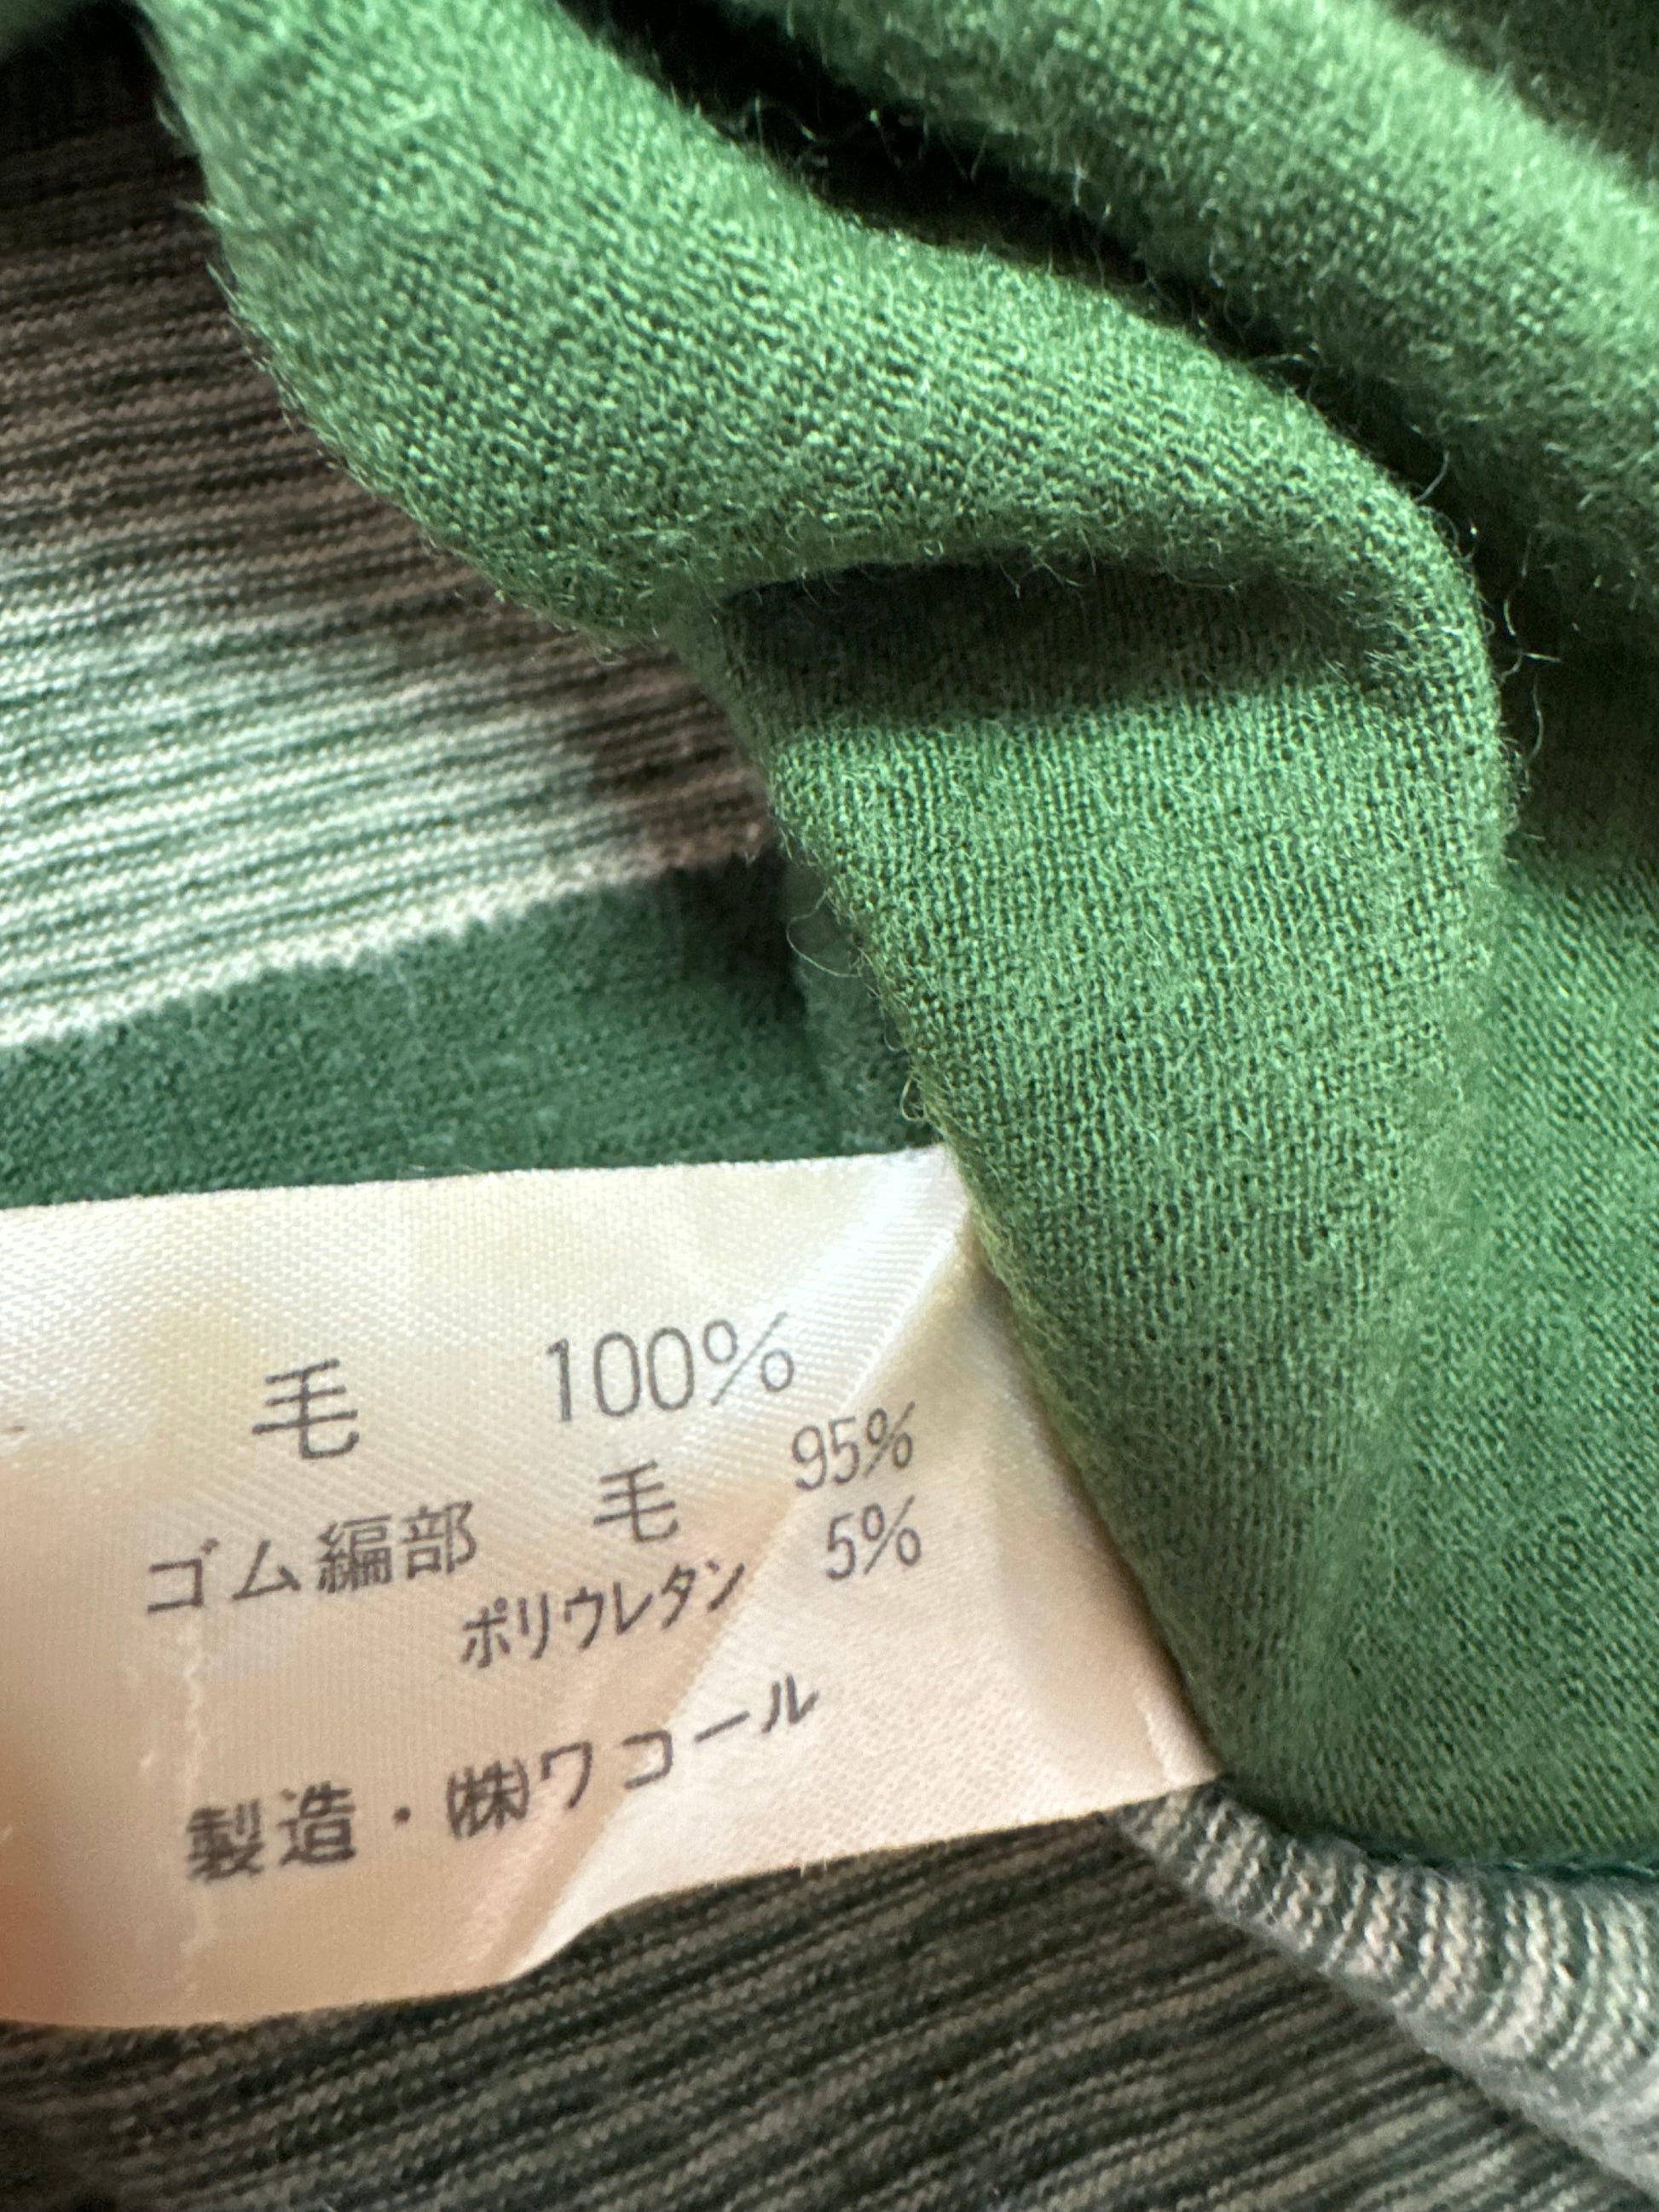 毛 100%
ゴム編部 毛 95%
ポリウレタン 5%
製造・㈱ワコール